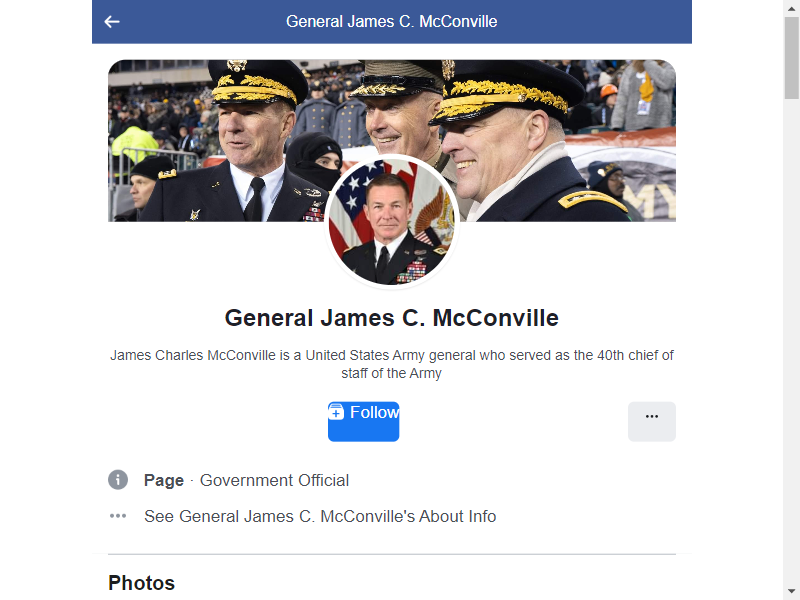 General James C. McConville
General James C. McConville
James Charles McConville is a United States Army general who served as the 40th chief of
staff of the Army
Follow
Page · Government Official
See General James C. McConville's About Info
Photos